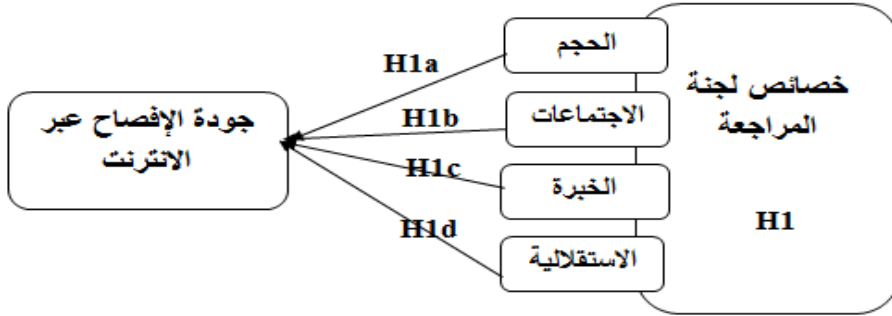 خصائص لجنة
المراجعة
H1
الحجم
الاجتماعات
الخبرة
الاستقلالية
H1a
H1b
H1c
H1d
جودة الإفصاح عبر
الانترنت